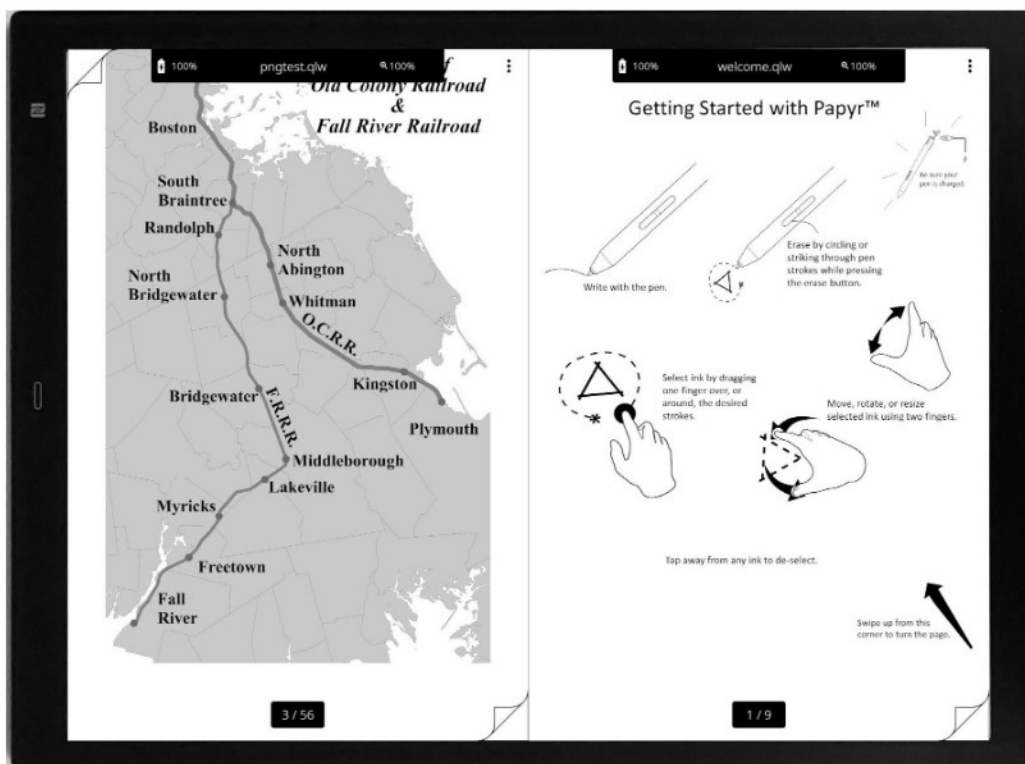 100%
pngtest.qlw
100%
Old Colony Railroad
&
Fall River Railroad
Boston
South
Braintree
Randolph
North
Abington
North
Bridgewater
Whitman
O.C.R.R.
Kingston
Bridgewater
F.R.R.R.
Plymouth
Middleborough
Lakeville
Myricks
Freetown
Fall
River
3 / 56
100%
welcome.qlw
100%
Getting Started with Papyr™
Be sure your
pen is charged.
Write with the pen.
Erase by circling or
striking through pen
strokes while pressing
the erase button.
Select ink by dragging
one finger over, or
around, the desired
strokes.
Move, rotate, or resize
selected ink using two fingers.
Tap away from any ink to de-select.
Swipe up from this
corner to turn the page.
1 / 9